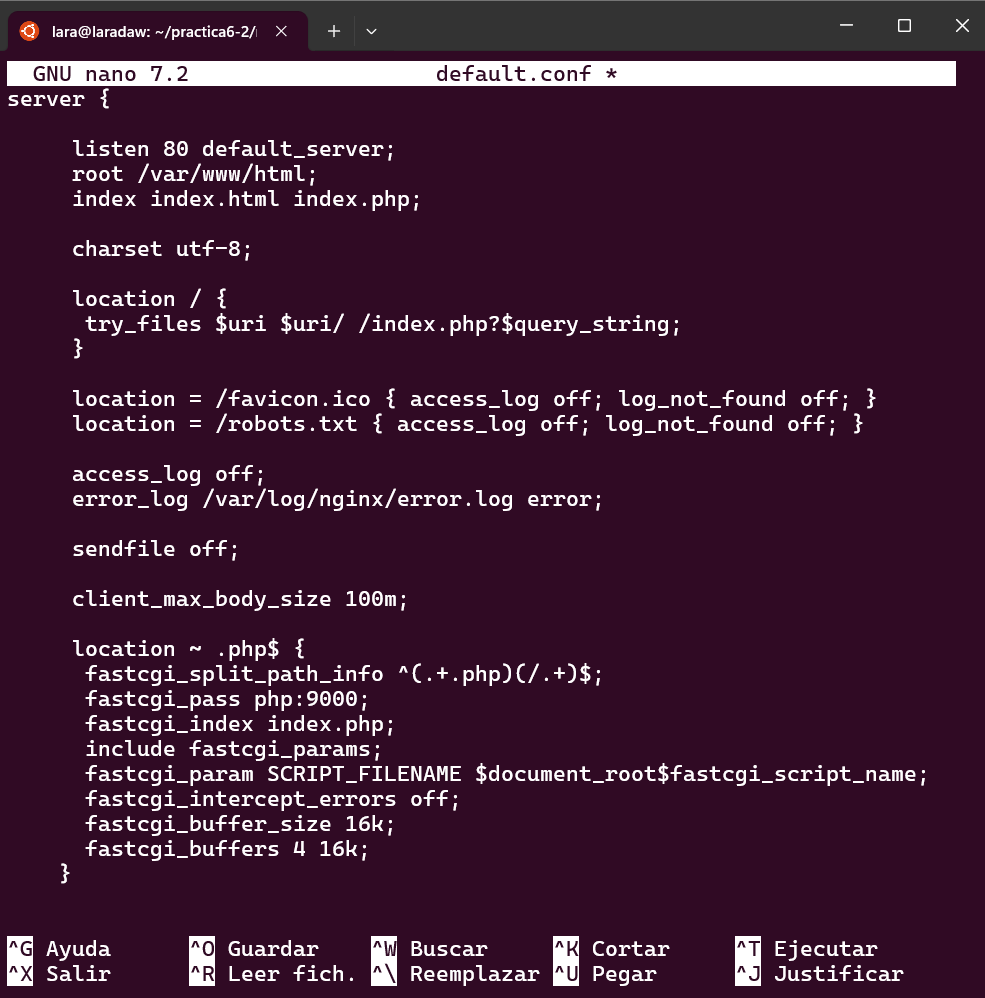 lara@laradaw: ~/practica6-2/
GNU nano 7.2 default.conf *
server {
listen 80 default_server;
root /var/www/html;
index index.html index.php;
charset utf-8;
location / {
try_files $uri $uri/ /index.php?$query_string;
}
location = /favicon.ico { access_log off; log_not_found off; }
location = /robots.txt { access_log off; log_not_found off; }
access_log off;
error_log /var/log/nginx/error.log error;
sendfile off;
client_max_body_size 100m;
location ~ .php$ {
fastcgi_split_path_info ^(.+.php)(/.+)$;
fastcgi_pass php:9000;
fastcgi_index index.php;
include fastcgi_params;
fastcgi_param SCRIPT_FILENAME $document_root$fastcgi_script_name;
fastcgi_intercept_errors off;
fastcgi_buffer_size 16k;
fastcgi_buffers 4 16k;
}
^G Ayuda ^O Guardar ^W Buscar ^K Cortar ^T Ejecutar
^X Salir ^R Leer fich. ^\ Reemplazar ^U Pegar ^J Justificar